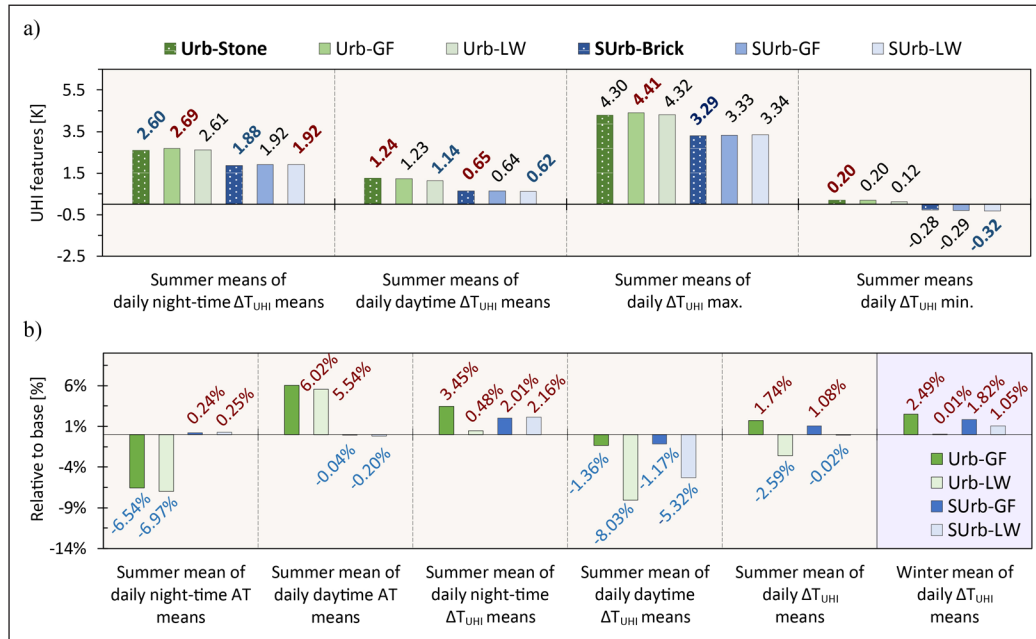 a)
Urb-Stone Urb-GF Urb-LW SUrb-Brick SUrb-GF SUrb-LW
UHI features [K]
5.5
3.5
1.5
-0.5
-2.5
2.60 2.69 2.61 1.88 1.92 1.92
1.24 1.23 1.14 0.65 0.64 0.62
4.30 4.41 4.32 3.29 3.33 3.34
0.20 0.20 0.12 -0.28 -0.29 -0.32
Summer means of
daily night-time ΔTUHI means
Summer means of
daily daytime ΔTUHI means
Summer means of
daily ΔTUHI max.
Summer means
daily ΔTUHI min.
b)
Relative to base [%]
6%
1%
-4%
-9%
-14%
-6.54% -6.97% 0.24% 0.25%
6.02% 5.54% -0.04% -0.20%
3.45% 0.48% 2.01% 2.16%
-1.36% -8.03% -1.17% -5.32%
1.74% -2.59% 1.08% -0.02%
2.49% 0.01% 1.82% 1.05%
Urb-GF
Urb-LW
SUrb-GF
SUrb-LW
Summer mean of
daily night-time AT
means
Summer mean of
daily daytime AT
means
Summer mean of
daily night-time
ΔTUHI means
Summer mean of
daily daytime
ΔTUHI means
Summer mean of
daily ΔTUHI
means
Winter mean of
daily ΔTUHI
means